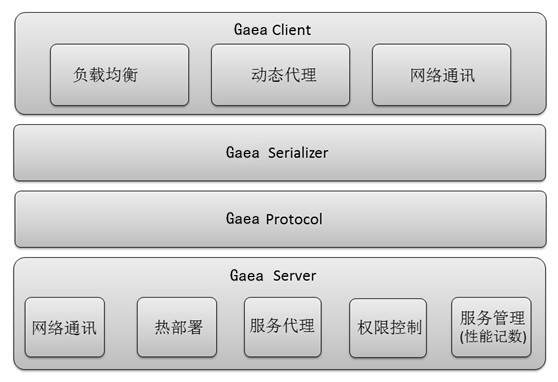 Gaea Client
负载均衡
动态代理
网络通讯
Gaea Serializer
Gaea Protocol
Gaea Server
网络通讯
热部署
服务代理
权限控制
服务管理
(性能记数)